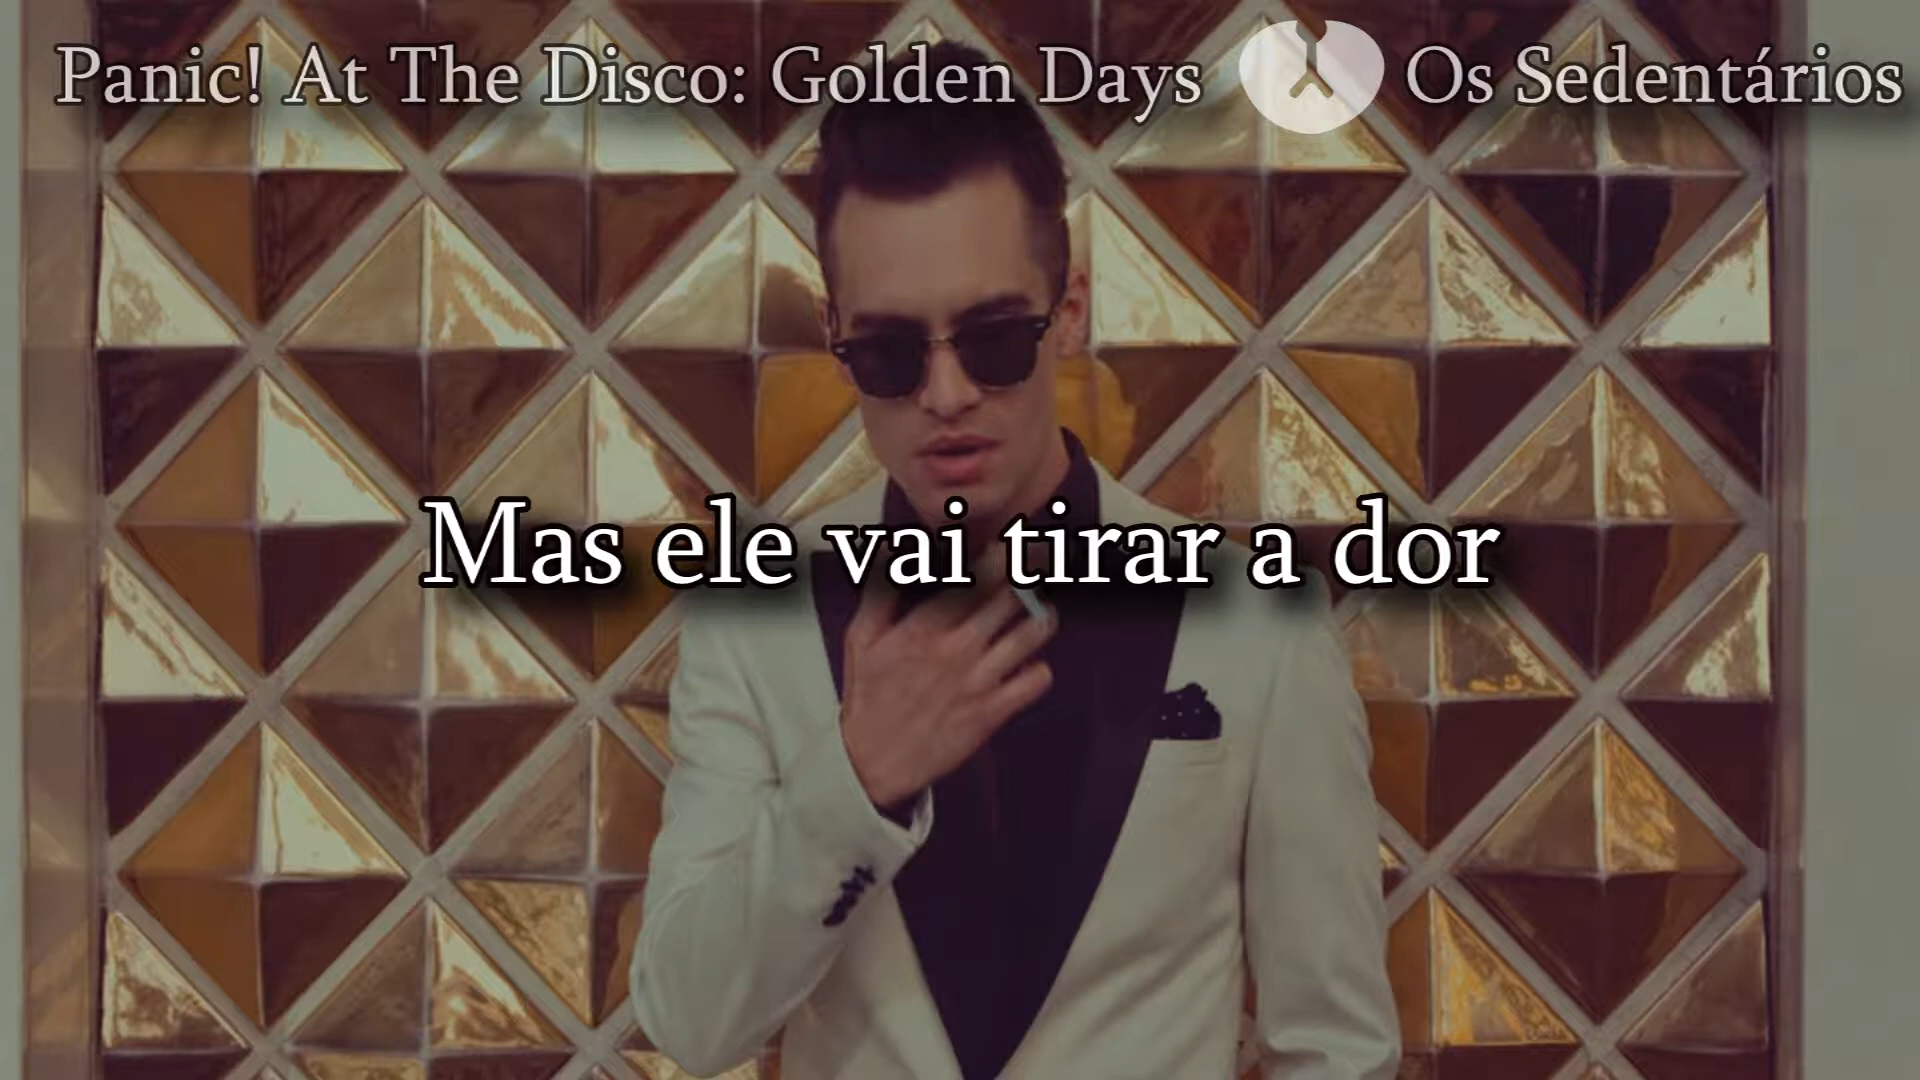 Panic! At The Disco: Golden Days Os Sedentários
Mas ele vai tirar a dor